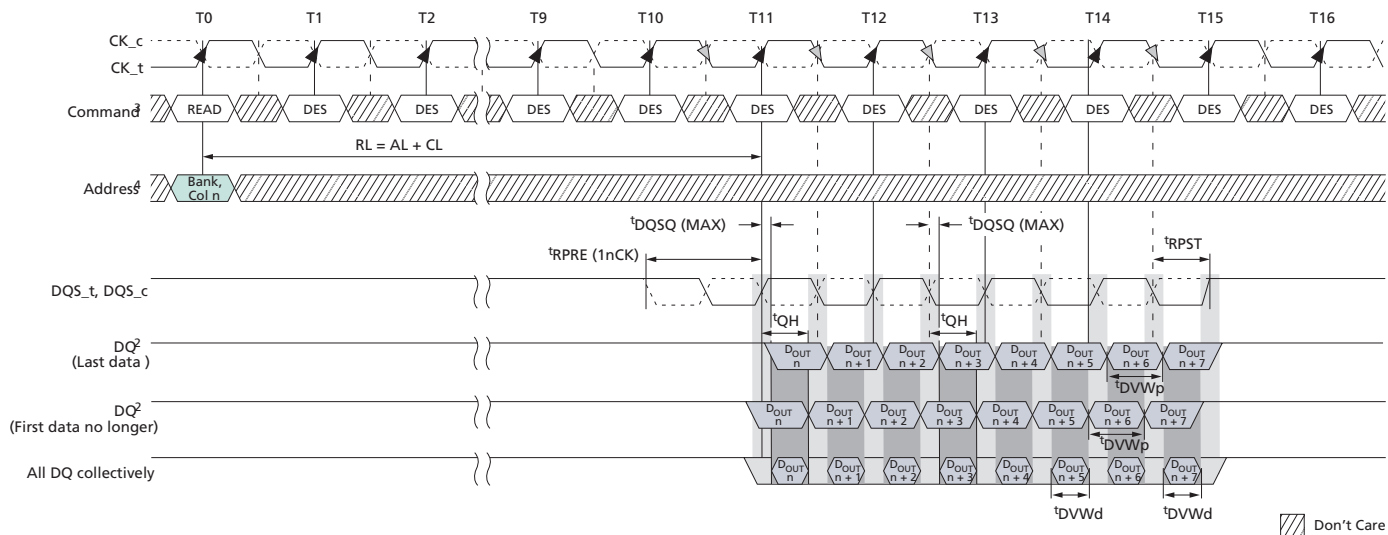 T0 T1 T2 T9 T10 T11 T12 T13 T14 T15 T16
CK_c
CK_t
Command3 READ DES DES DES DES DES DES DES DES DES DES
RL = AL + CL
Address4 Bank,
Col n
tDQSQ (MAX) tDQSQ (MAX)
tRPRE (1nCK) tRPST
DQS_t, DQS_c
tQH tQH
DQ2 DOUT DOUT DOUT DOUT DOUT DOUT DOUT DOUT
(Last data ) n n + 1 n + 2 n + 3 n + 4 n + 5 n + 6 n + 7
tDVWp
DQ2 DOUT DOUT DOUT DOUT DOUT DOUT DOUT DOUT
(First data no longer) n n + 1 n + 2 n + 3 n + 4 n + 5 n + 6 n + 7
tDVWp
All DQ collectively DOUT DOUT DOUT DOUT DOUT DOUT DOUT DOUT
n n + 1 n + 2 n + 3 n + 4 n + 5 n + 6 n + 7
tDVWd tDVWd
Don't Care